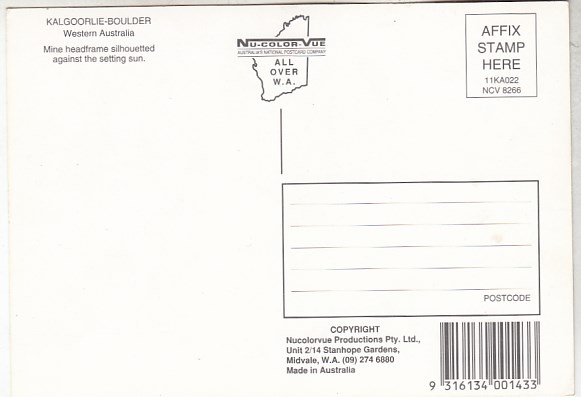 KALGOORLIE-BOULDER
Western Australia
Mine headframe silhouetted
against the setting sun.
NU-COLOR-VUE
AUSTRALIA'S NATIONAL POSTCARD COMPANY
ALL
OVER
W.A.
AFFIX
STAMP
HERE
11KA022
NCV 8266
POSTCODE
COPYRIGHT
Nucolorvue Productions Pty. Ltd.,
Unit 2/14 Stanhope Gardens,
Midvale, W.A. (09) 274 6880
Made in Australia
9 316134 001433